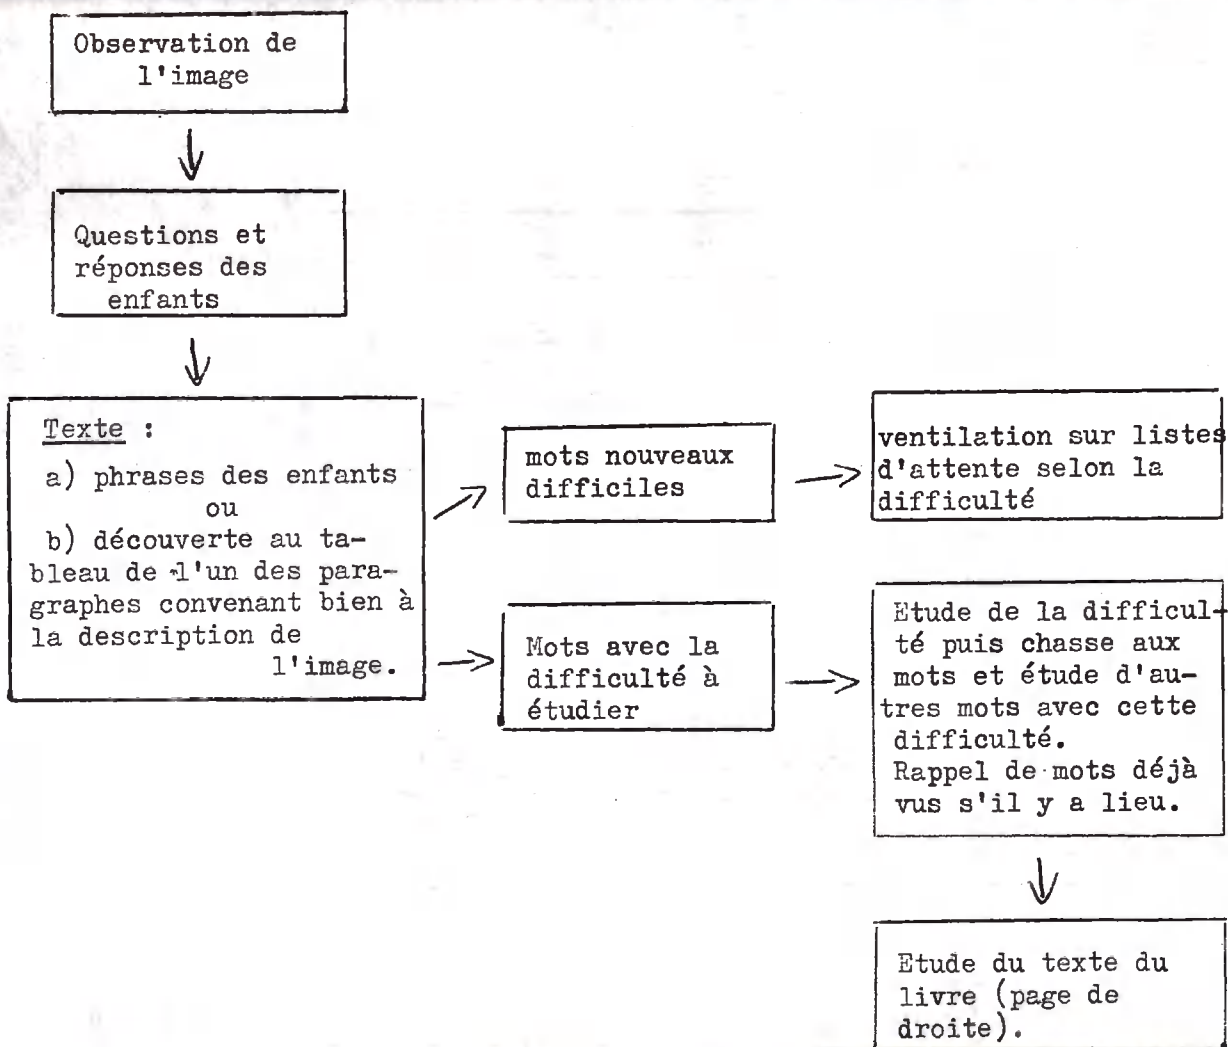 Observation de
l'image
Questions et
réponses des
enfants
Texte :
a) phrases des enfants
ou
b) découverte au ta-
bleau de l'un des para-
graphes convenant bien à
la description de
l'image.
mots nouveaux
difficiles
ventilation sur listes
d'attente selon la
difficulté
Mots avec la
difficulté à
étudier
Etude de la difficul-
té puis chasse aux
mots et étude d'au-
tres mots avec cette
difficulté.
Rappel de mots déjà
vus s'il y a lieu.
Etude du texte du
livre (page de
droite).